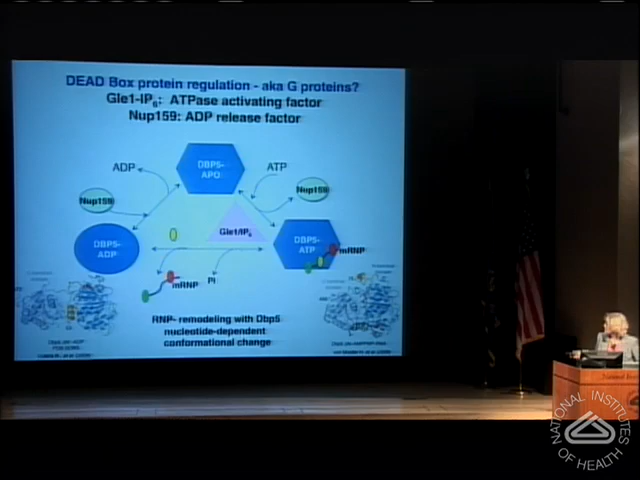 DEAD Box protein regulation - aka G proteins?
Gle1-IP6: ATPase activating factor
Nup159: ADP release factor
DBP5-
APO
ADP
ATP
Nup159
Nup159
Gle1/IP6
DBP5-
ADP
DBP5-
ATP
mRNP
mRNP
Pi
RNP- remodeling with Dbp5
nucleotide-dependent
conformational change
NATIONAL INSTITUTES
OF HEALTH